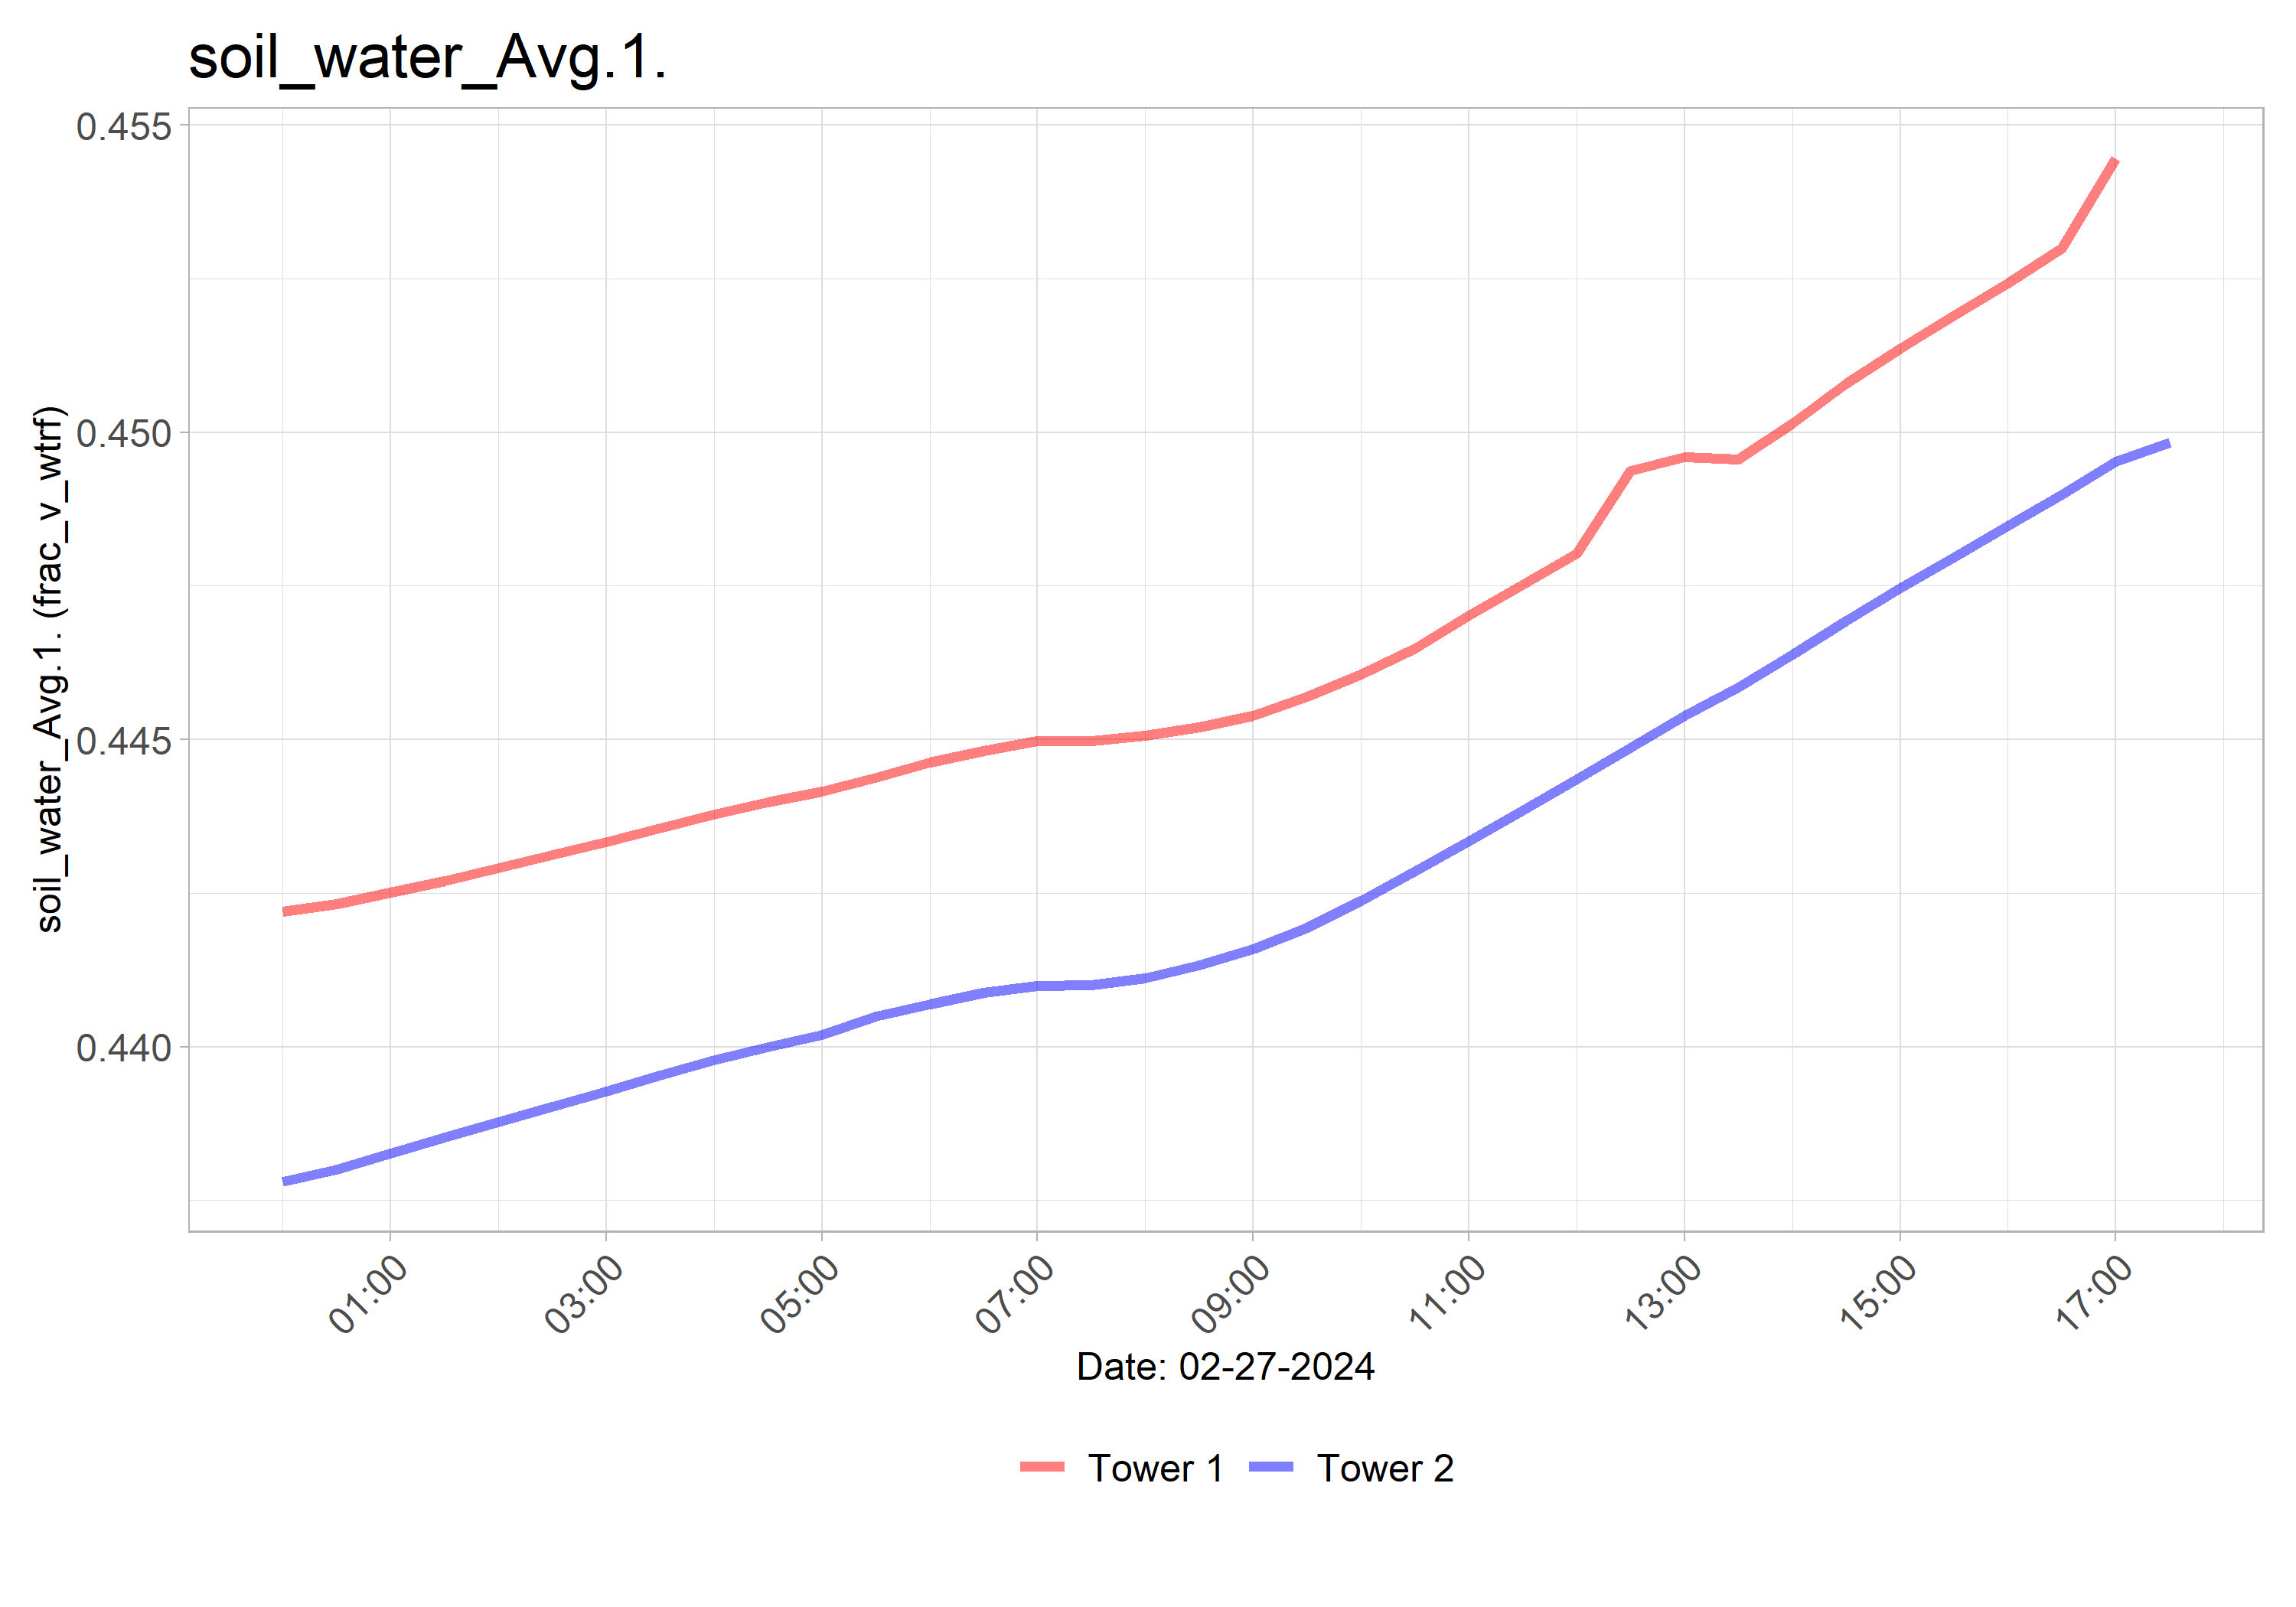 soil_water_Avg.1.
soil_water_Avg.1. (frac_v_wtrf)
0.455
0.450
0.445
0.440
01:00
03:00
05:00
07:00
09:00
11:00
13:00
15:00
17:00
Date: 02-27-2024
Tower 1
Tower 2